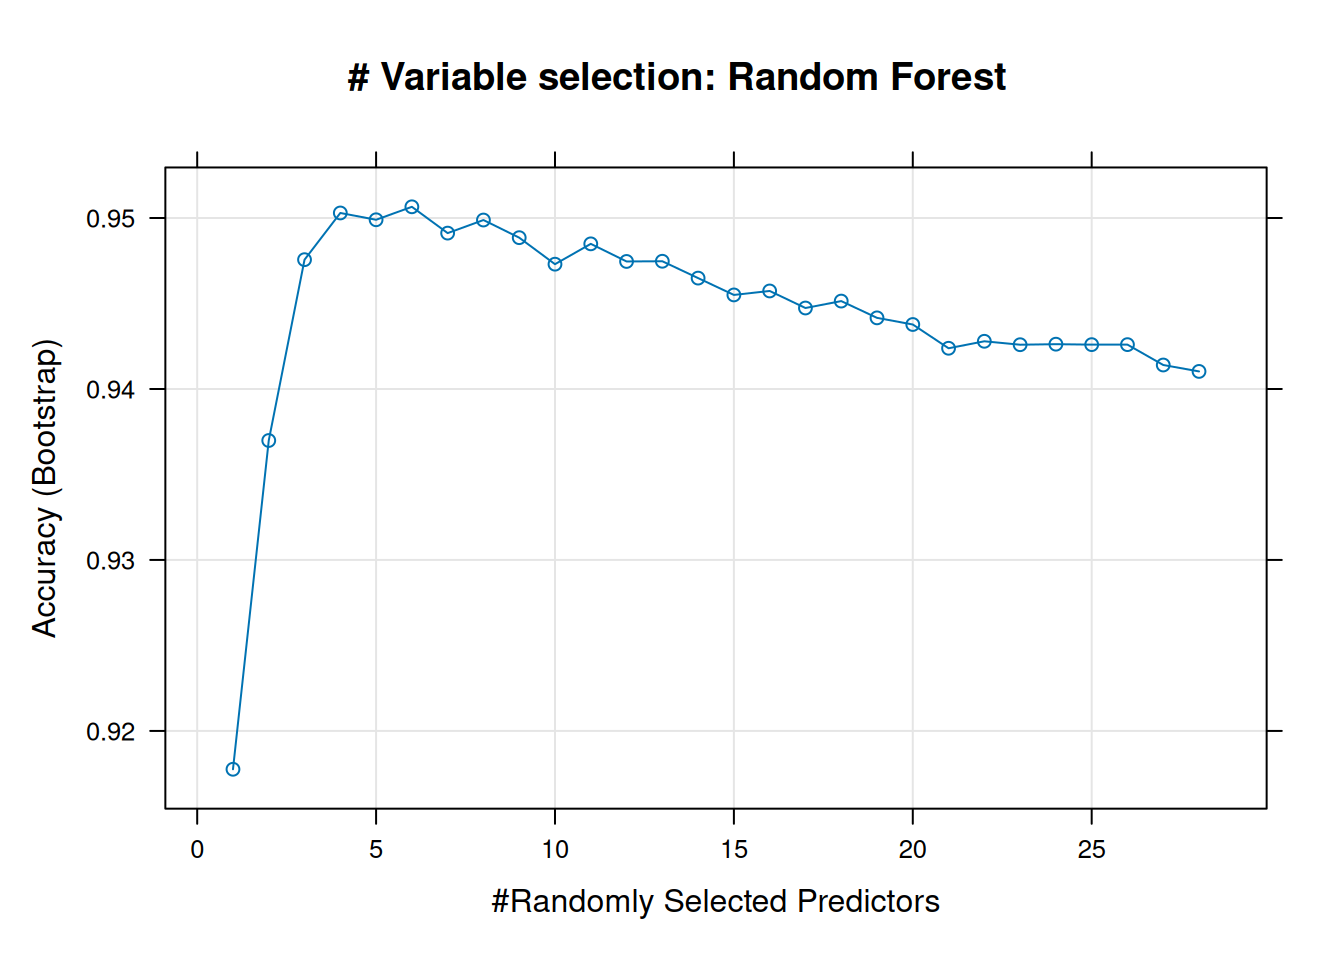 # Variable selection: Random Forest
Accuracy (Bootstrap)
0.95
0.94
0.93
0.92
0 5 10 15 20 25
#Randomly Selected Predictors